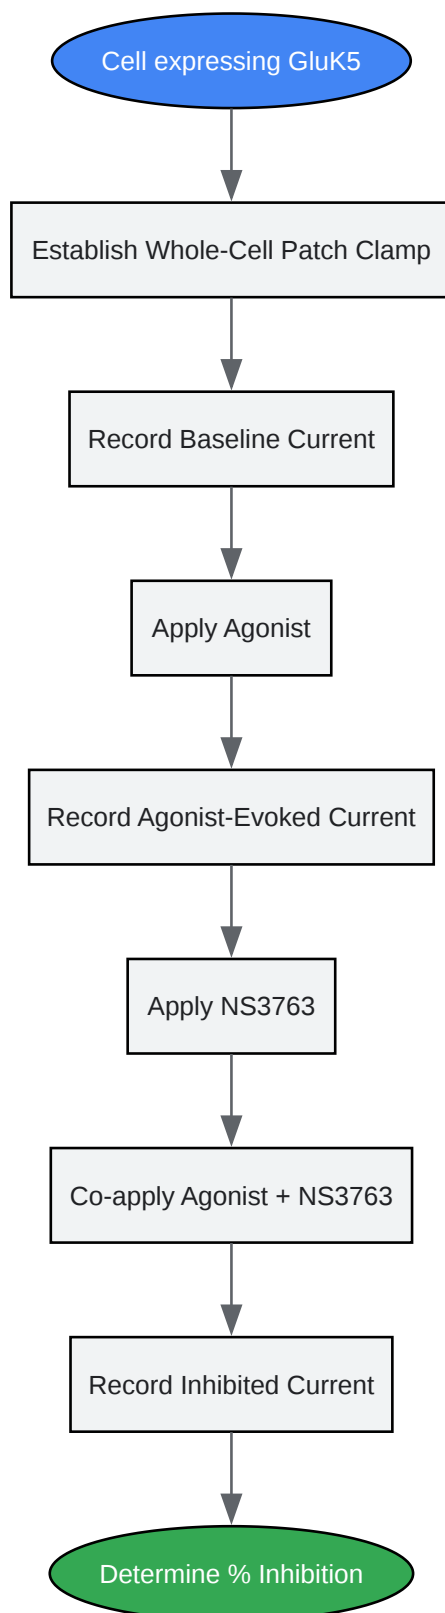 Cell expressing GluK5
Establish Whole-Cell Patch Clamp
Record Baseline Current
Apply Agonist
Record Agonist-Evoked Current
Apply NS3763
Co-apply Agonist + NS3763
Record Inhibited Current
Determine % Inhibition